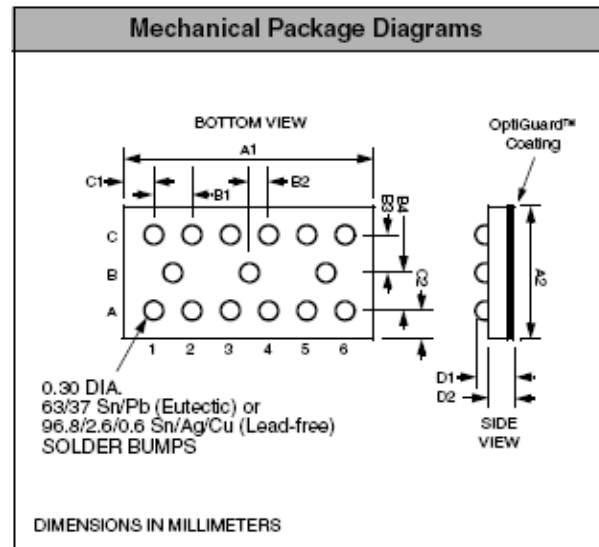 Mechanical Package Diagrams
BOTTOM VIEW
OptiGuard™
Coating
A1
C1
B1
B2
B3
B4
C2
A2
C
B
A
1 2 3 4 5 6
D1
D2
SIDE
VIEW
0.30 DIA.
63/37 Sn/Pb (Eutectic) or
96.8/2.6/0.6 Sn/Ag/Cu (Lead-free)
SOLDER BUMPS
DIMENSIONS IN MILLIMETERS